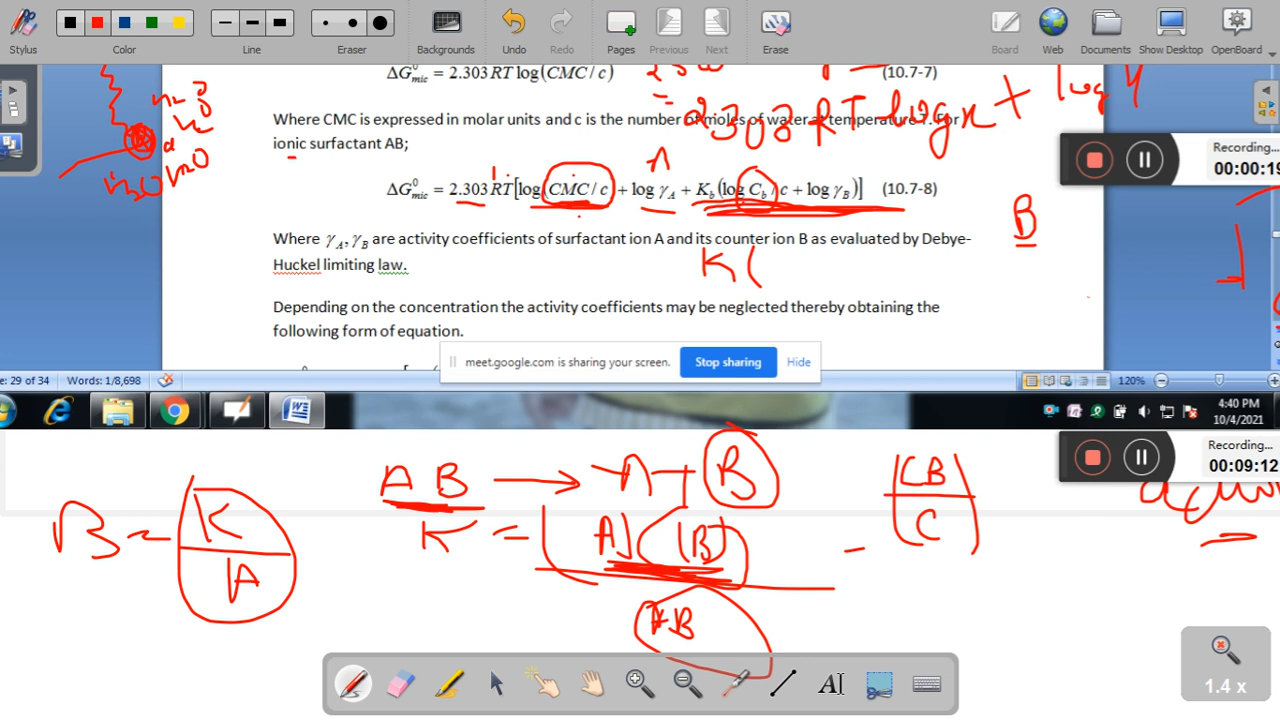 Stylus Color Line Eraser Backgrounds Undo Redo Pages Previous Next Erase Board Web Documents Show Desktop OpenBoard
ΔG⁰mic = 2.303 RT log(CMC / c) (10.7-7)
2303 RT log x + log y
Where CMC is expressed in molar units and c is the number of moles of water at temperature T. For
ionic surfactant AB;
Recording...
00:00:19
ΔG⁰mic = 2.303 RT[log(CMC / c + log γA + Kb(log Cb / c + log γB)] (10.7-8)
B
Where γA, γB are activity coefficients of surfactant ion A and its counter ion B as evaluated by Debye-
Huckel limiting law.
K (
Depending on the concentration the activity coefficients may be neglected thereby obtaining the
following form of equation.
meet.google.com is sharing your screen. Stop sharing Hide
e: 29 of 34 Words: 1/8,698 120%
4:40 PM
10/4/2021
Recording...
00:09:12
A B → A + B
K = [A] [B]
AB
B = K
A
CB
C
1.4 x